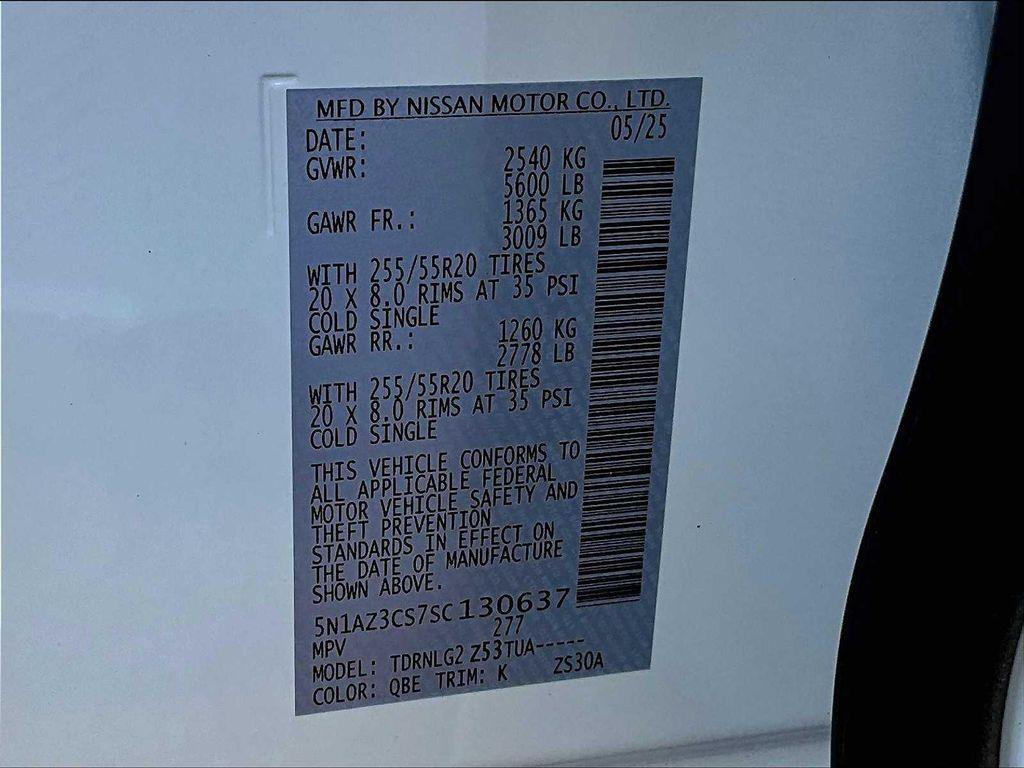 MFD BY NISSAN MOTOR CO., LTD.
DATE: 05/25
GVWR: 2540 KG
5600 LB
GAWR FR.: 1365 KG
3009 LB
WITH 255/55R20 TIRES
20 X 8.0 RIMS AT 35 PSI
COLD SINGLE
GAWR RR.: 1260 KG
2778 LB
WITH 255/55R20 TIRES
20 X 8.0 RIMS AT 35 PSI
COLD SINGLE
THIS VEHICLE CONFORMS TO
ALL APPLICABLE FEDERAL
MOTOR VEHICLE SAFETY AND
THEFT PREVENTION
STANDARDS IN EFFECT ON
THE DATE OF MANUFACTURE
SHOWN ABOVE.
5N1AZ3CS7SC130637
MPV 277
MODEL: TDRNLG2 Z53TUA-----
COLOR: QBE TRIM: K ZS30A